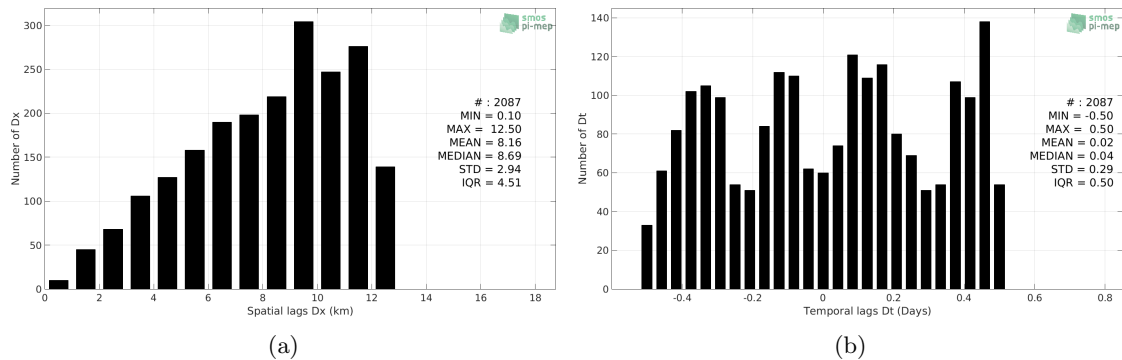 300
250
200
150
100
50
0
Number of Dx
smos
pi-mep
# : 2087
MIN = 0.10
MAX = 12.50
MEAN = 8.16
MEDIAN = 8.69
STD = 2.94
IQR = 4.51
0 2 4 6 8 10 12 14 16 18
Spatial lags Dx (km)
(a)
140
120
100
80
60
40
20
0
Number of Dt
smos
pi-mep
# : 2087
MIN = -0.50
MAX = 0.50
MEAN = 0.02
MEDIAN = 0.04
STD = 0.29
IQR = 0.50
-0.4 -0.2 0 0.2 0.4 0.6 0.8
Temporal lags Dt (Days)
(b)